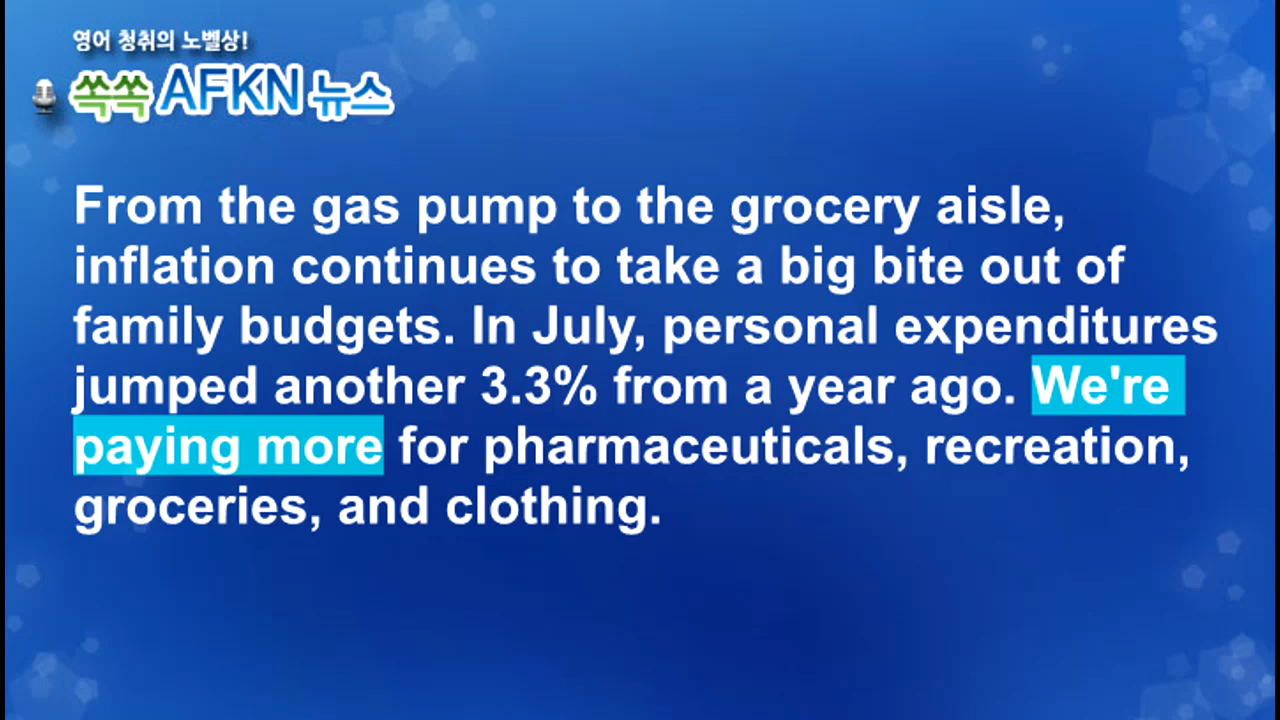 영어 청취의 노벨상!
쏙쏙 AFKN 뉴스
From the gas pump to the grocery aisle,
inflation continues to take a big bite out of
family budgets. In July, personal expenditures
jumped another 3.3% from a year ago. We're
paying more for pharmaceuticals, recreation,
groceries, and clothing.